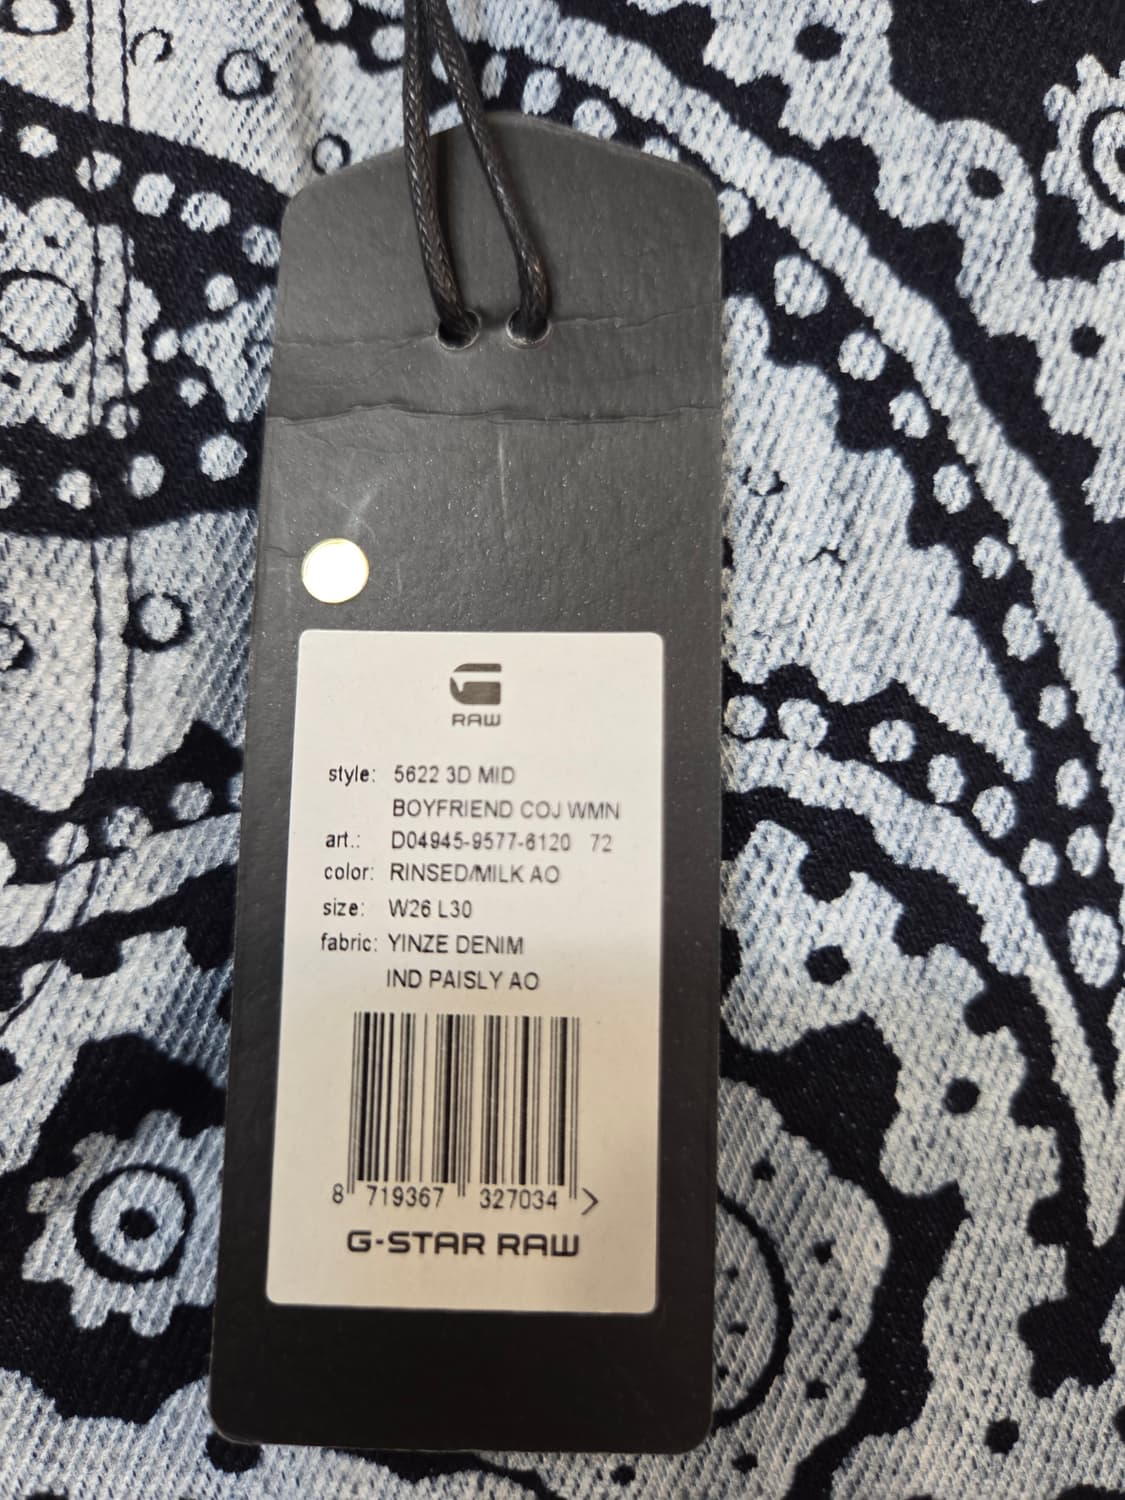 RAW
style: 5622 3D MID
BOYFRIEND COJ WMN
art.: D04945-9577-6120 72
color: RINSED/MILK AO
size: W26 L30
fabric: YINZE DENIM
IND PAISLY AO
8 719367 327034 >
G-STAR RAW